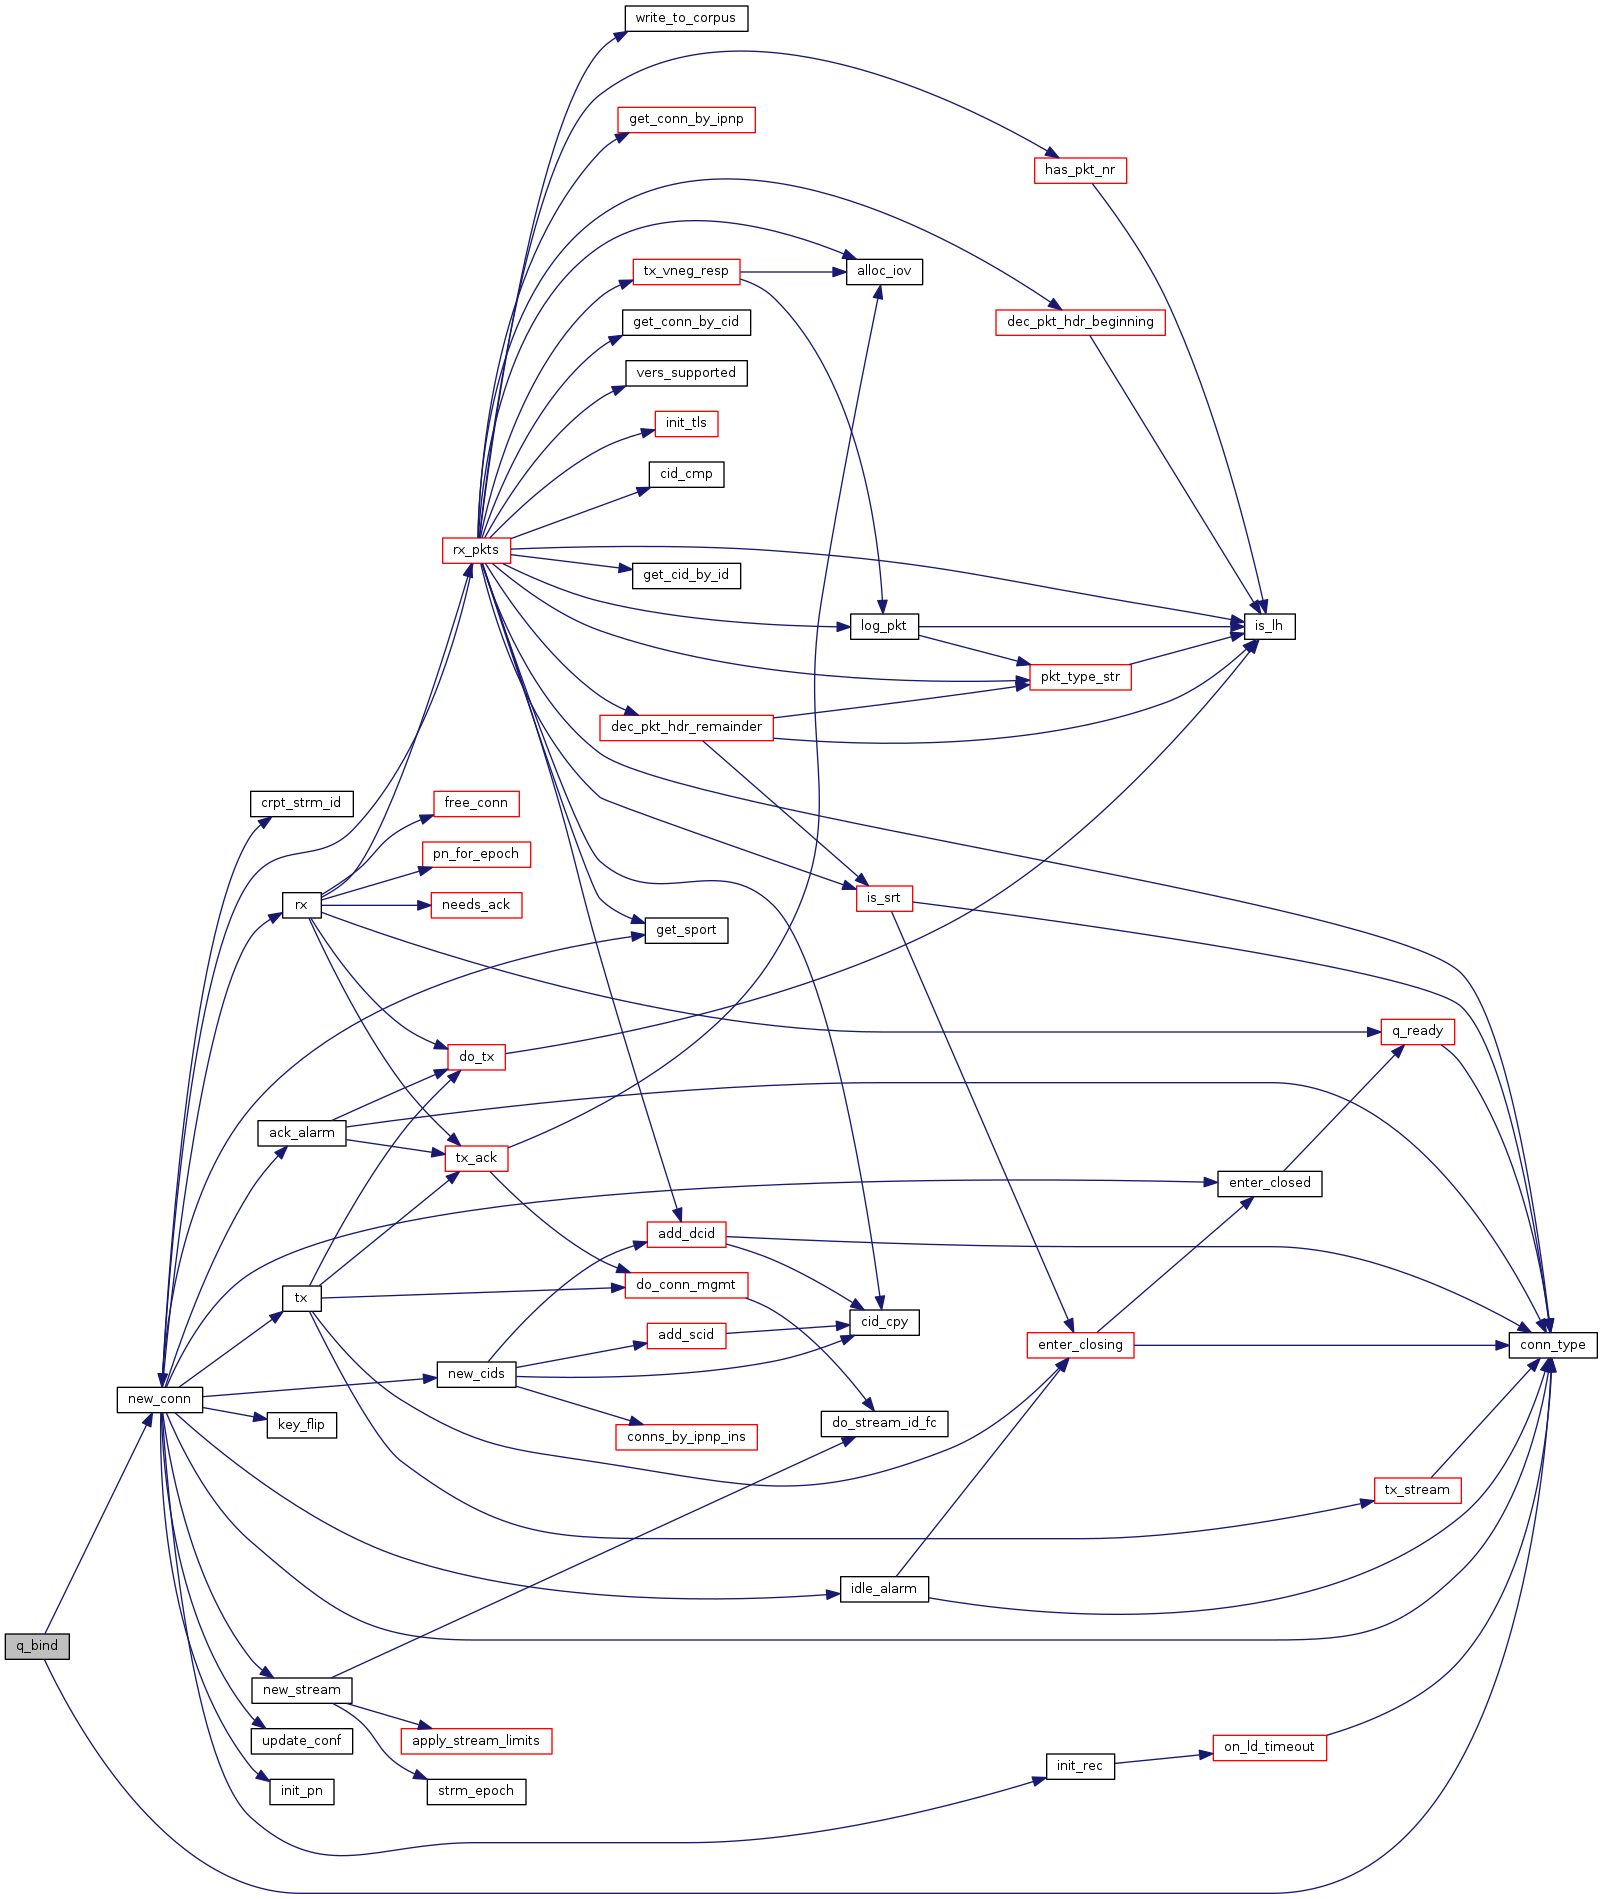 write_to_corpus
get_conn_by_ipnp
has_pkt_nr
tx_vneg_resp
alloc_iov
get_conn_by_cid
dec_pkt_hdr_beginning
vers_supported
init_tls
cid_cmp
rx_pkts
get_cid_by_id
log_pkt
is_lh
pkt_type_str
dec_pkt_hdr_remainder
crpt_strm_id
free_conn
pn_for_epoch
rx
needs_ack
is_srt
get_sport
q_ready
do_tx
ack_alarm
tx_ack
enter_closed
add_dcid
do_conn_mgmt
tx
cid_cpy
add_scid
enter_closing
conn_type
new_cids
new_conn
key_flip
do_stream_id_fc
conns_by_ipnp_ins
tx_stream
idle_alarm
q_bind
new_stream
update_conf
apply_stream_limits
on_ld_timeout
init_rec
init_pn
strm_epoch